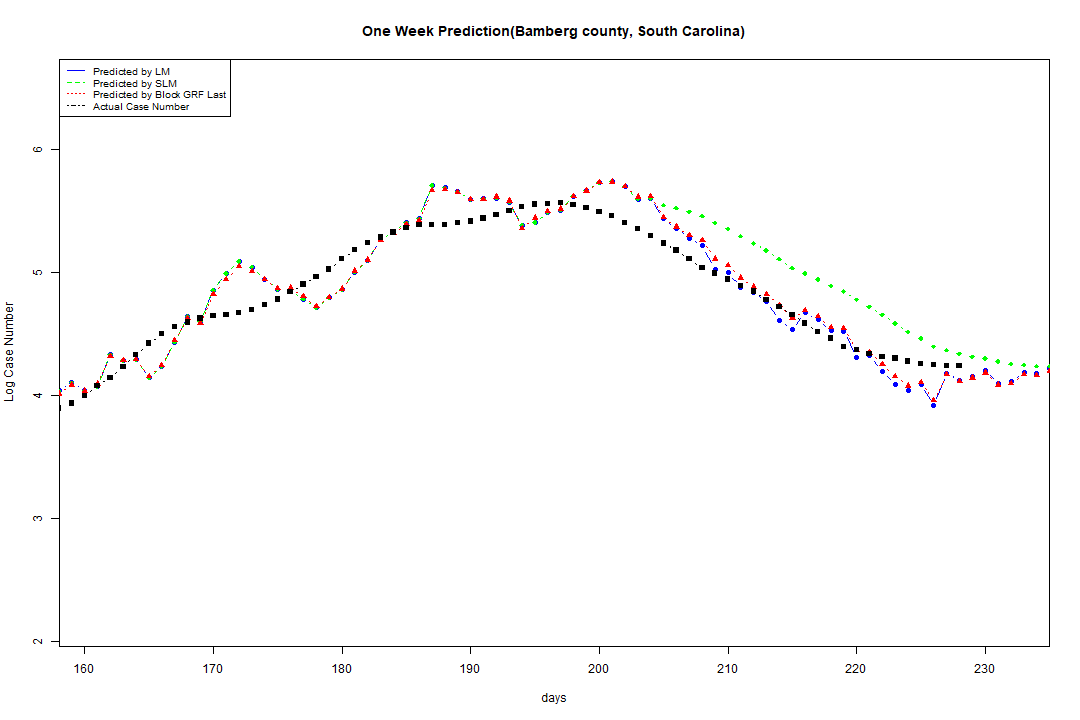 One Week Prediction(Bamberg county, South Carolina)
Predicted by LM
Predicted by SLM
Predicted by Block GRF Last
Actual Case Number
6
5
4
3
2
Log Case Number
160 170 180 190 200 210 220 230
days